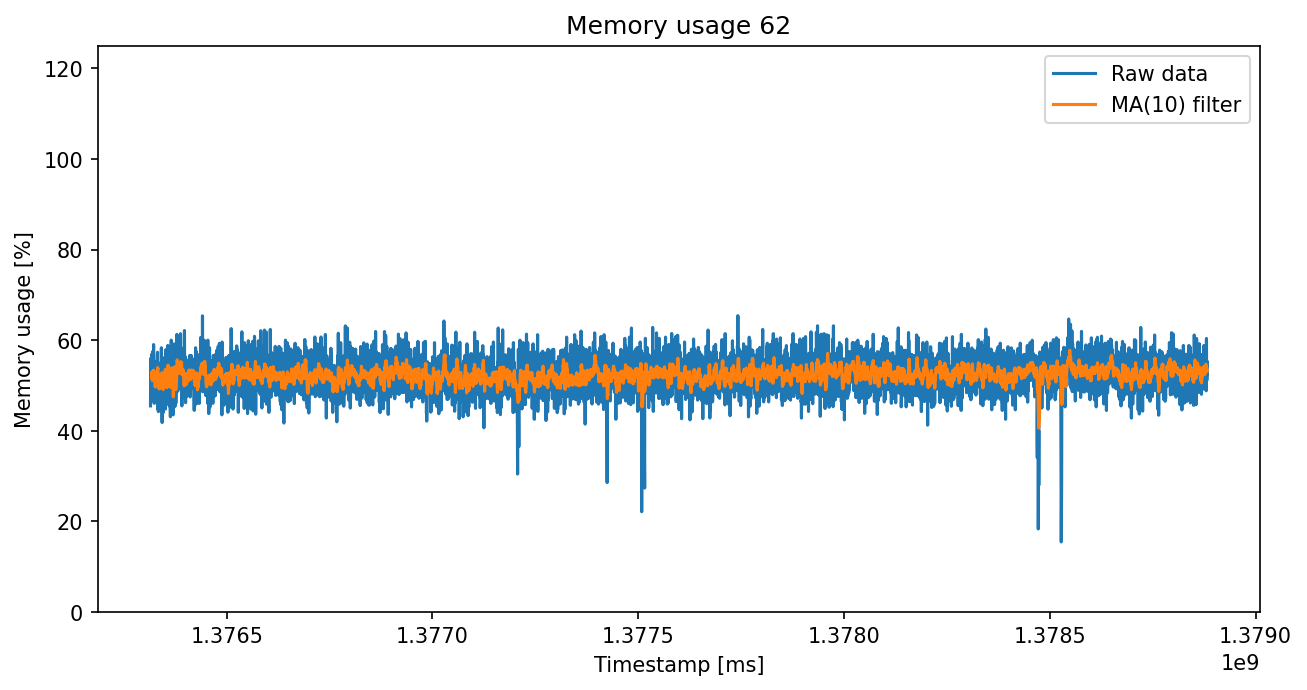 Memory usage 62
Raw data
MA(10) filter
Memory usage [%]
120
100
80
60
40
20
0
1.3765 1.3770 1.3775 1.3780 1.3785 1.3790
1e9
Timestamp [ms]